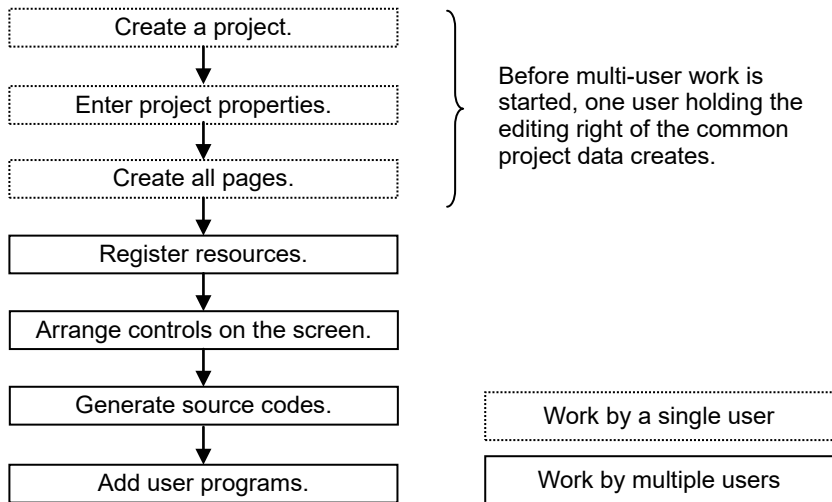 Create a project.
Enter project properties.
Create all pages.
Before multi-user work is
started, one user holding the
editing right of the common
project data creates.
Register resources.
Arrange controls on the screen.
Generate source codes.
Add user programs.
Work by a single user
Work by multiple users